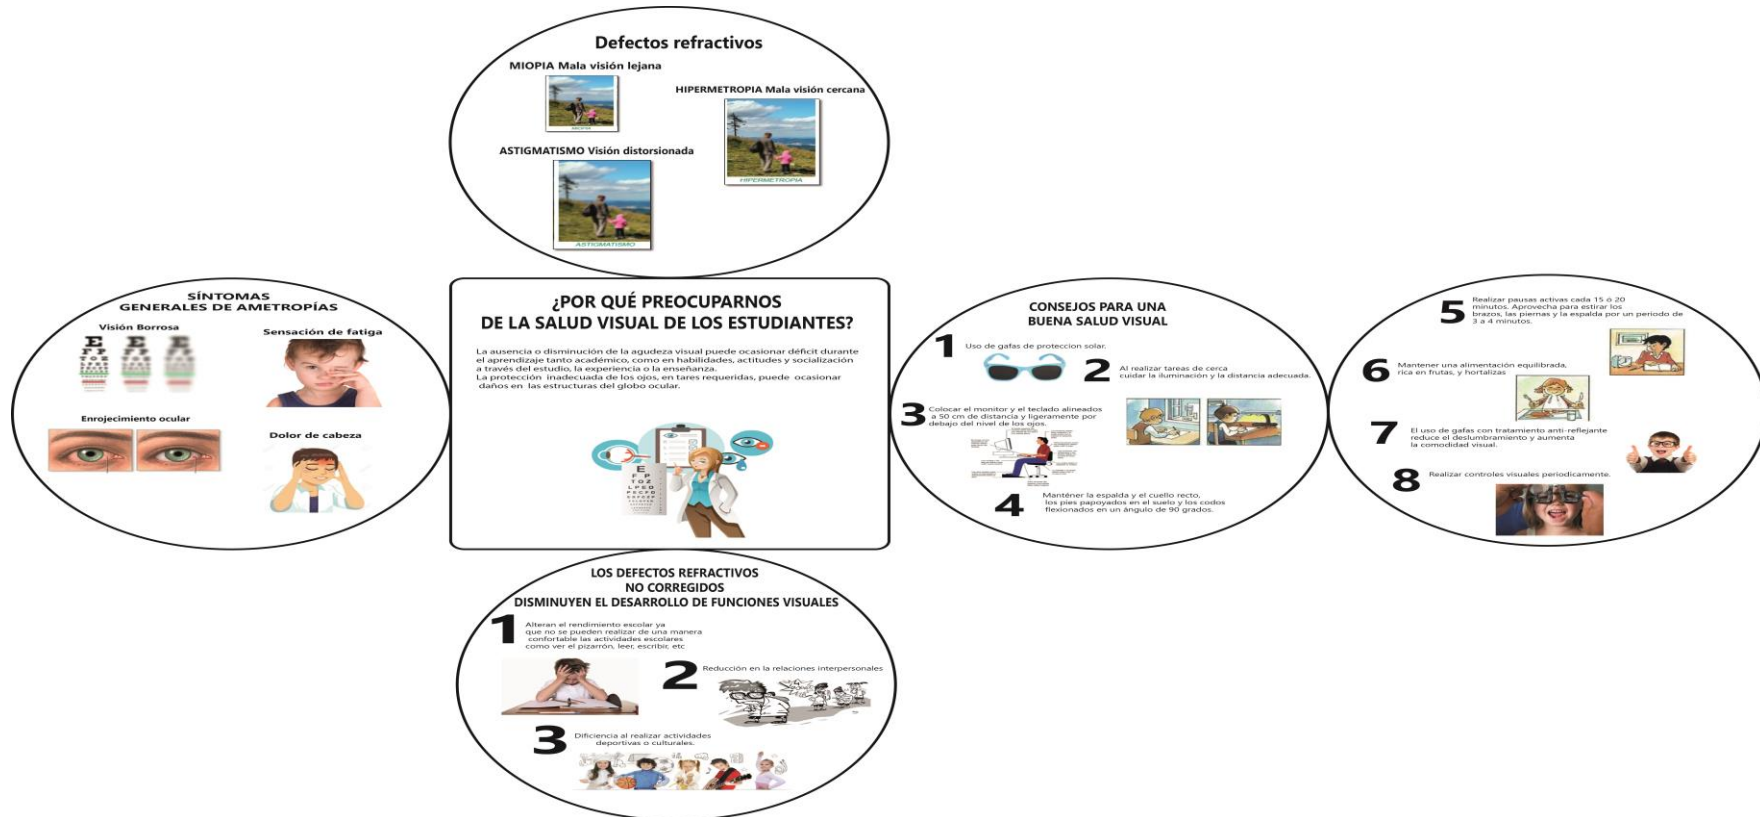 Defectos refractivos
MIOPIA Mala visión lejana
MIOPIA
HIPERMETROPIA Mala visión cercana
HIPERMETROPIA
ASTIGMATISMO Visión distorsionada
ASTIGMATISMO
SÍNTOMAS
GENERALES DE AMETROPÍAS
Visión Borrosa
Sensación de fatiga
Enrojecimiento ocular
Dolor de cabeza
¿POR QUÉ PREOCUPARNOS
DE LA SALUD VISUAL DE LOS ESTUDIANTES?
La ausencia o disminución de la agudeza visual puede ocasionar déficit durante
el aprendizaje tanto académico, como en habilidades, actitudes y socialización
a través del estudio, la experiencia o la enseñanza.
La protección inadecuada de los ojos, en tares requeridas, puede ocasionar
daños en las estructuras del globo ocular.
E
F P
TOZ
LPED
PECFD
CONSEJOS PARA UNA
BUENA SALUD VISUAL
1 Uso de gafas de proteccion solar.
2 Al realizar tareas de cerca
cuidar la iluminación y la distancia adecuada.
3 Colocar el monitor y el teclado alineados
a 50 cm de distancia y ligeramente por
debajo del nivel de los ojos.
4 Mantener la espalda y el cuello recto,
los pies papoyados en el suelo y los codos
flexionados en un ángulo de 90 grados.
5 Realizar pausas activas cada 15 ó 20
minutos. Aprovecha para estirar los
brazos, las piernas y la espalda por un periodo de
3 a 4 minutos.
6 Mantener una alimentación equilibrada,
rica en frutas, y hortalizas
7 El uso de gafas con tratamiento anti-reflejante
reduce el deslumbramiento y aumenta
la comodidad visual.
8 Realizar controles visuales periodicamente.
LOS DEFECTOS REFRACTIVOS
NO CORREGIDOS
DISMINUYEN EL DESARROLLO DE FUNCIONES VISUALES
1 Alteran el rendimiento escolar ya
que no se pueden realizar de una manera
confortable las actividades escolares
como ver el pizarrón, leer, escribir, etc
2 Reducción en la relaciones interpersonales
3 Dificiencia al realizar actividades
deportivas o culturales.